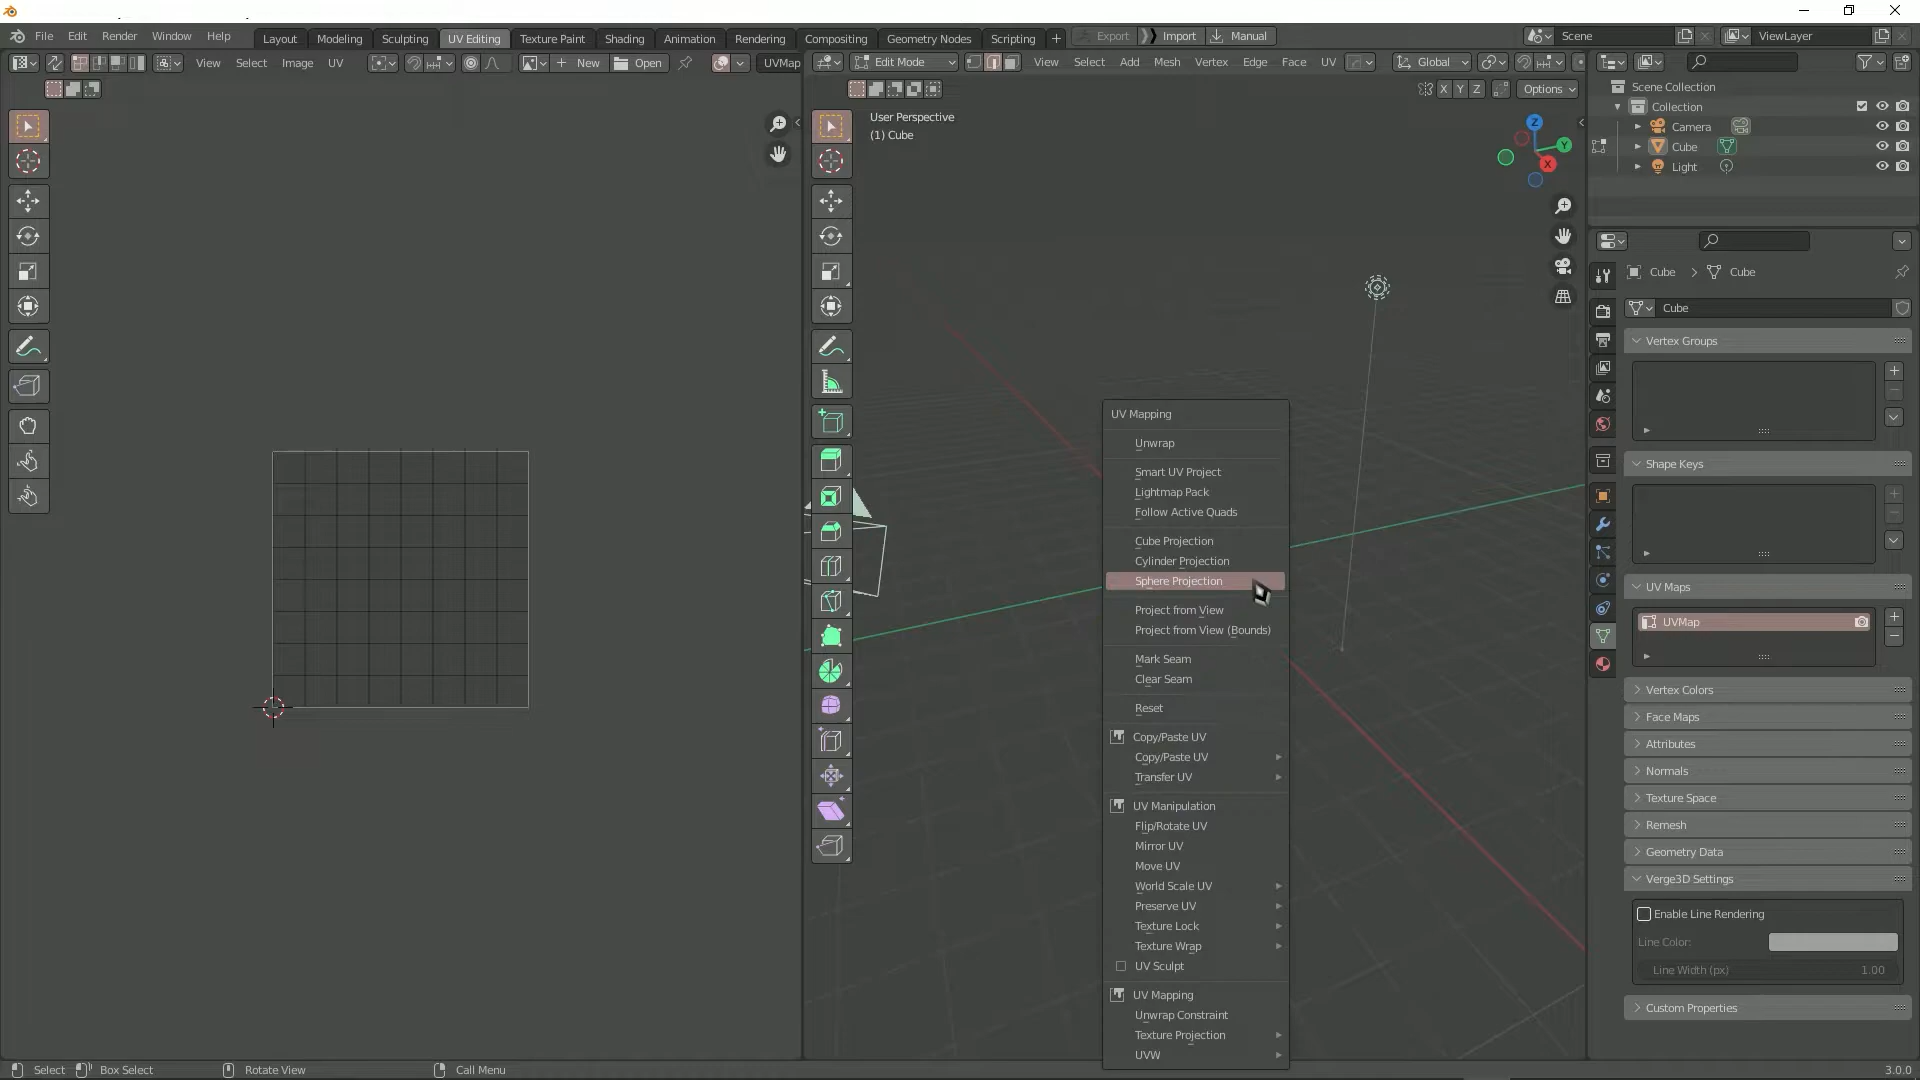 File Edit Render Window Help Layout Modeling Sculpting UV Editing Texture Paint Shading Animation Rendering Compositing Geometry Nodes Scripting + Export Import Manual Scene ViewLayer
View Select Image UV New Open UVMap Edit Mode View Select Add Mesh Vertex Edge Face UV Global
X Y Z Options
User Perspective
(1) Cube
Z
Y
X
Scene Collection
Collection
Camera
Cube
Light
Cube > Cube
Cube
Vertex Groups
Shape Keys
UV Maps
UVMap
Vertex Colors
Face Maps
Attributes
Normals
Texture Space
Remesh
Geometry Data
Verge3D Settings
Enable Line Rendering
Line Color:
Line Width (px) 1.00
Custom Properties
UV Mapping
Unwrap
Smart UV Project
Lightmap Pack
Follow Active Quads
Cube Projection
Cylinder Projection
Sphere Projection
Project from View
Project from View (Bounds)
Mark Seam
Clear Seam
Reset
Copy/Paste UV
Copy/Paste UV
Transfer UV
UV Manipulation
Flip/Rotate UV
Mirror UV
Move UV
World Scale UV
Preserve UV
Texture Lock
Texture Wrap
UV Sculpt
UV Mapping
Unwrap Constraint
Texture Projection
UVW
Select Box Select Rotate View Call Menu 3.0.0